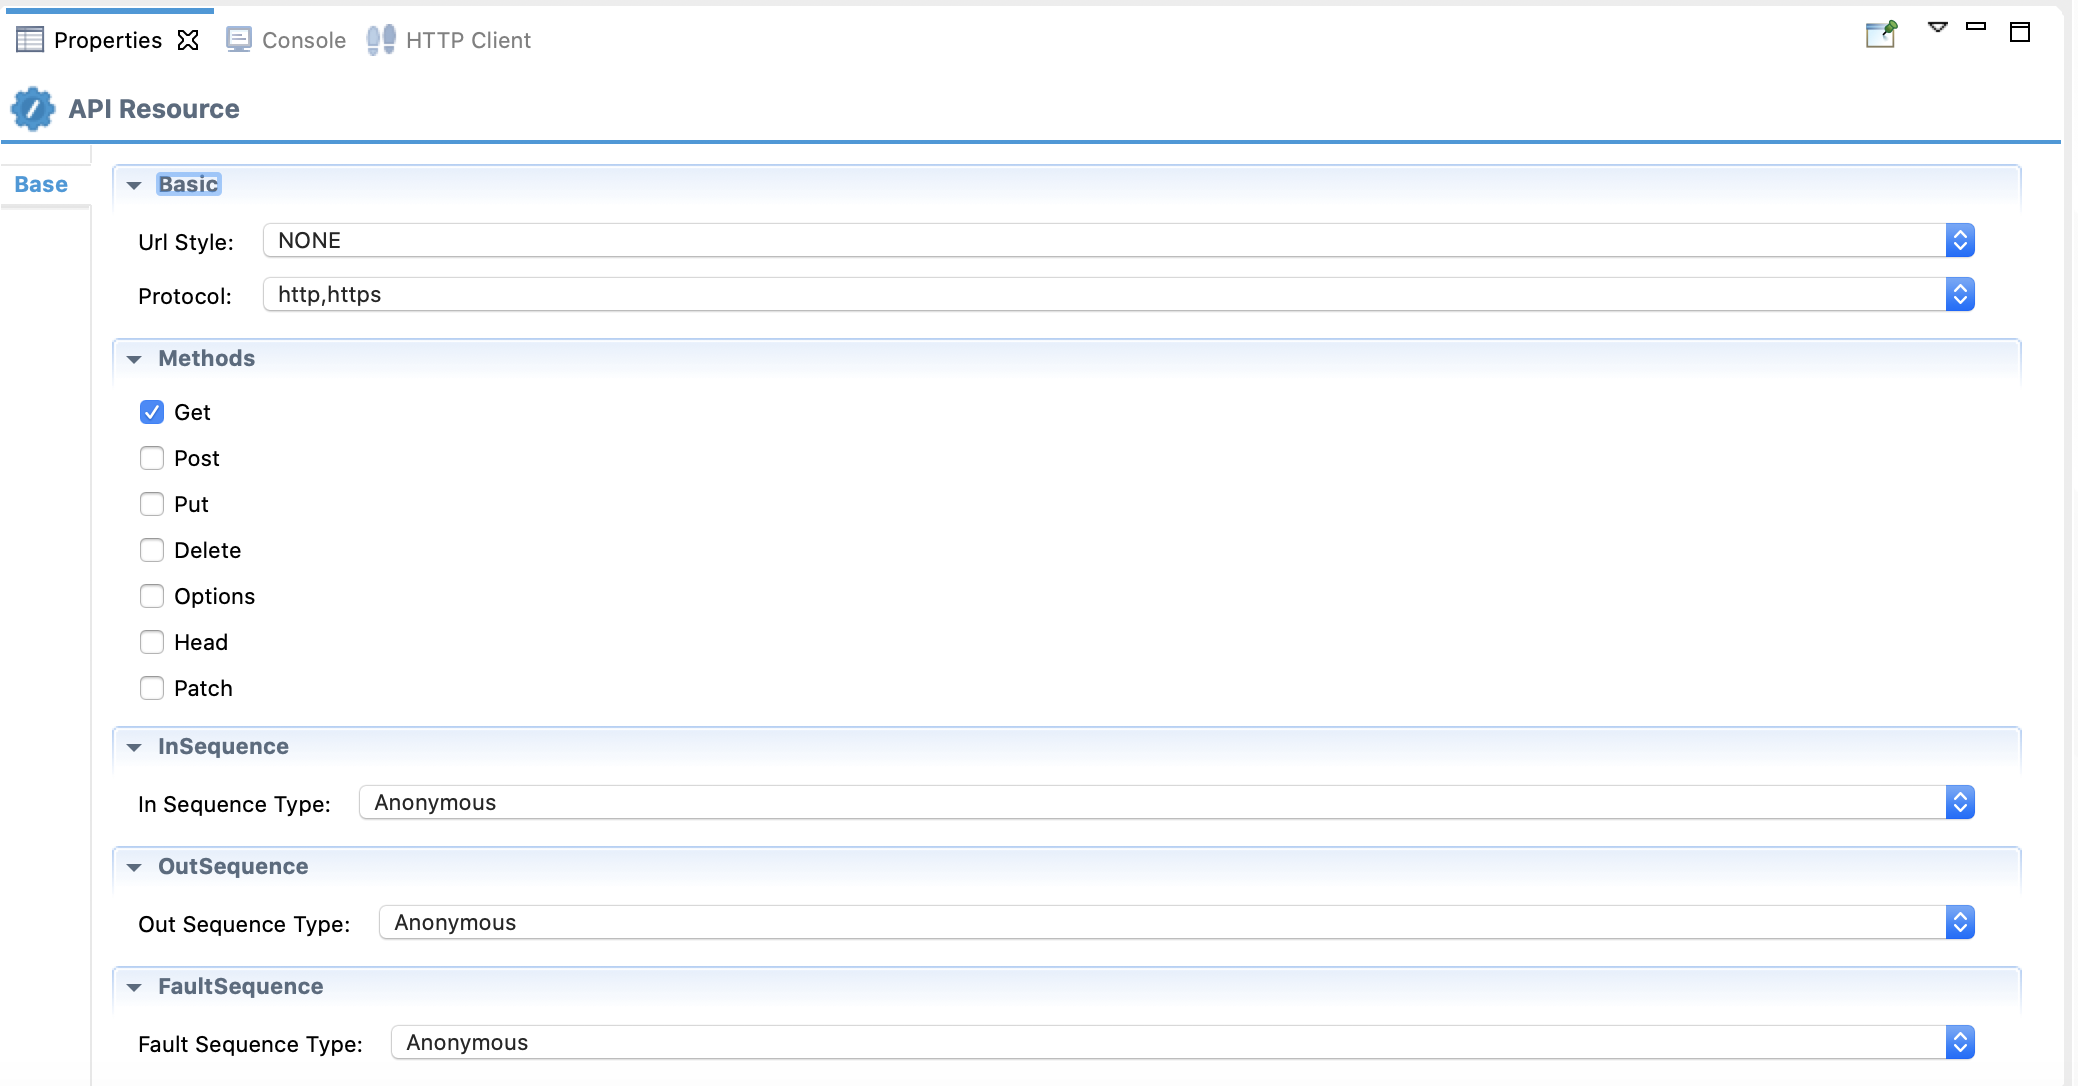 Properties Console HTTP Client
API Resource
Base
Basic
Url Style: NONE
Protocol: http,https
Methods
Get
Post
Put
Delete
Options
Head
Patch
InSequence
In Sequence Type: Anonymous
OutSequence
Out Sequence Type: Anonymous
FaultSequence
Fault Sequence Type: Anonymous